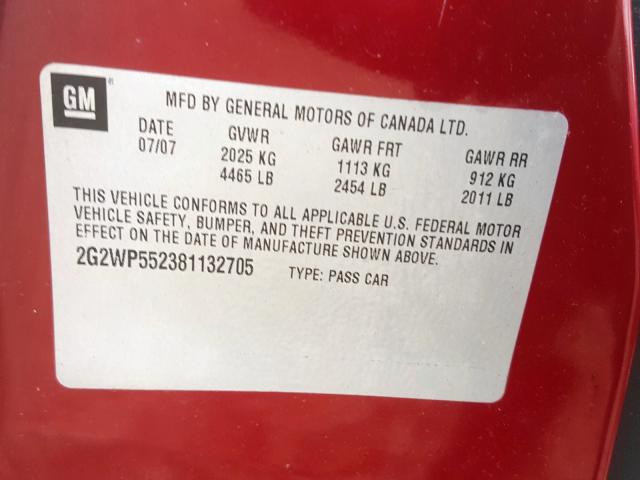 GM
MFD BY GENERAL MOTORS OF CANADA LTD.
DATE GVWR GAWR FRT GAWR RR
07/07 2025 KG 1113 KG 912 KG
4465 LB 2454 LB 2011 LB
THIS VEHICLE CONFORMS TO ALL APPLICABLE U.S. FEDERAL MOTOR
VEHICLE SAFETY, BUMPER, AND THEFT PREVENTION STANDARDS IN
EFFECT ON THE DATE OF MANUFACTURE SHOWN ABOVE.
2G2WP552381132705 TYPE: PASS CAR